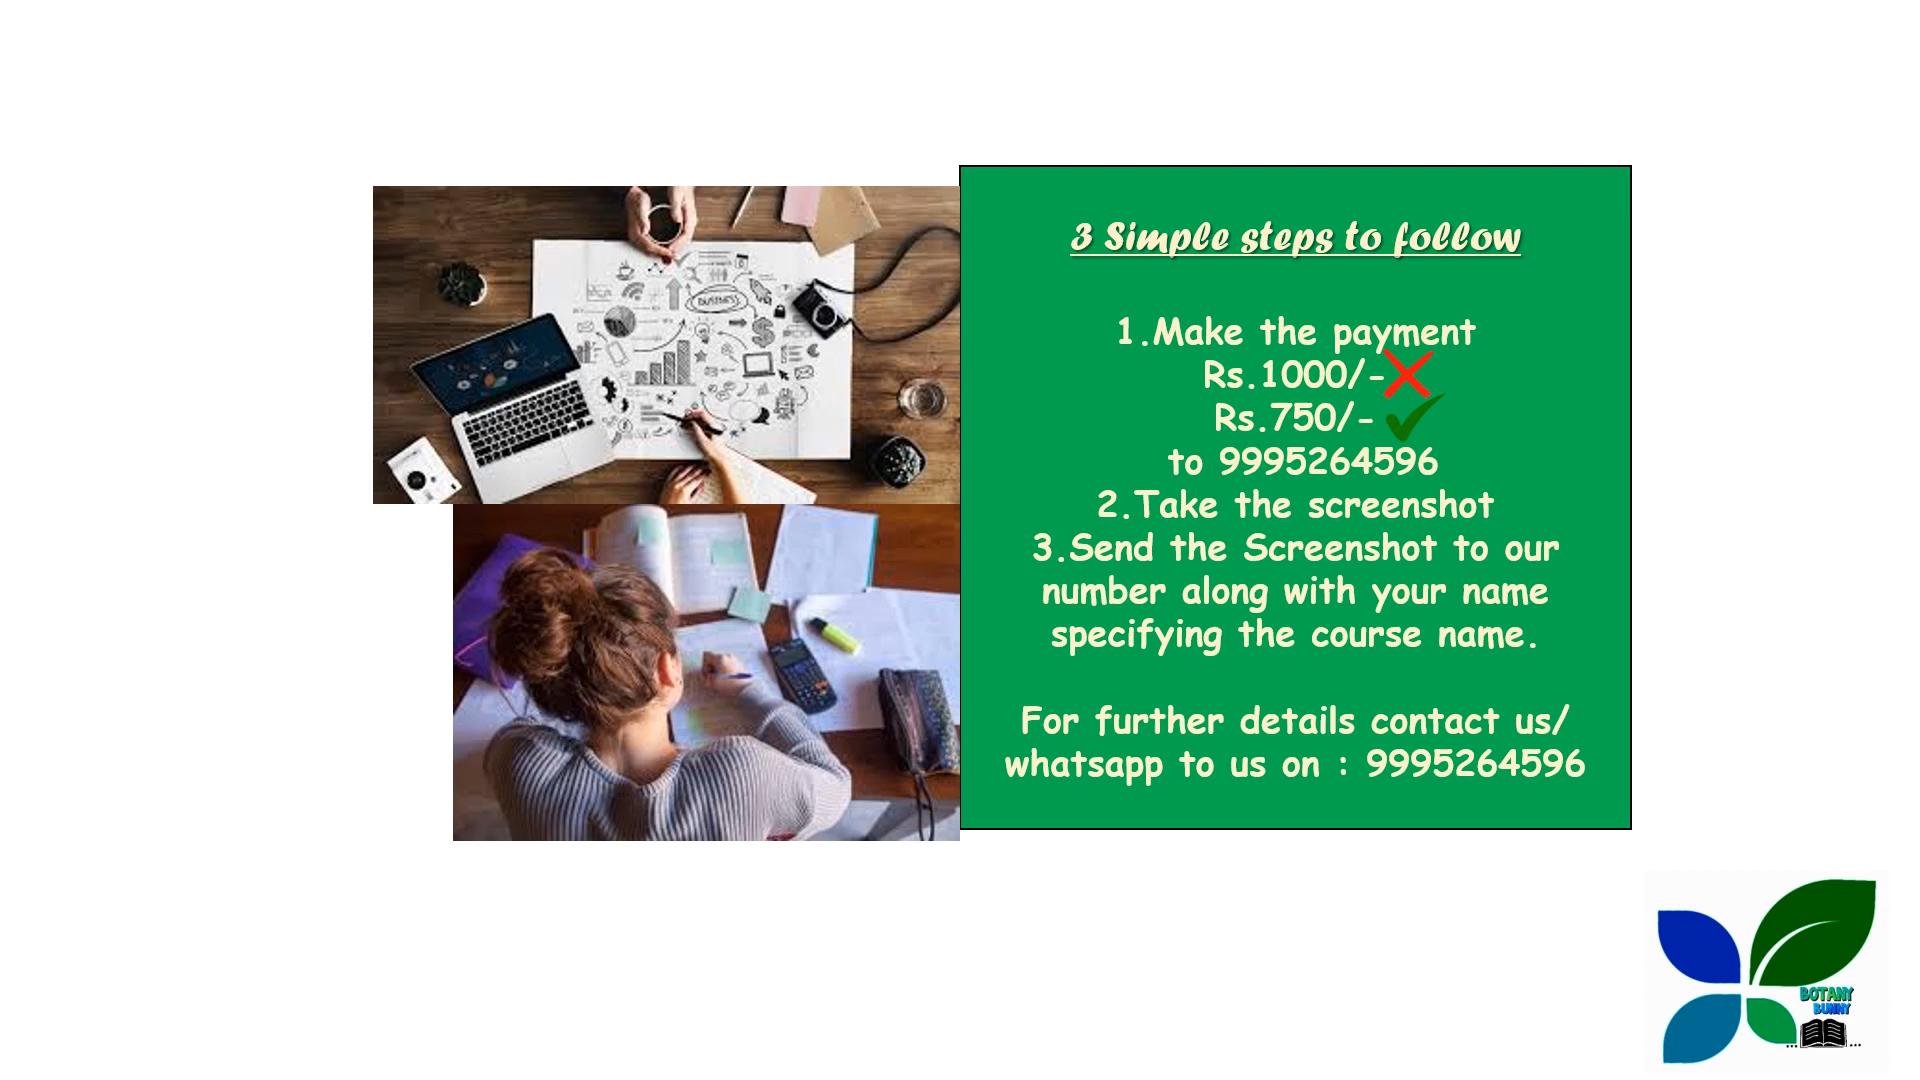 BUSINESS
3 Simple steps to follow
1.Make the payment
Rs.1000/-
Rs.750/-
to 9995264596
2.Take the screenshot
3.Send the Screenshot to our
number along with your name
specifying the course name.
For further details contact us/
whatsapp to us on : 9995264596
BOTANY
BUNNY